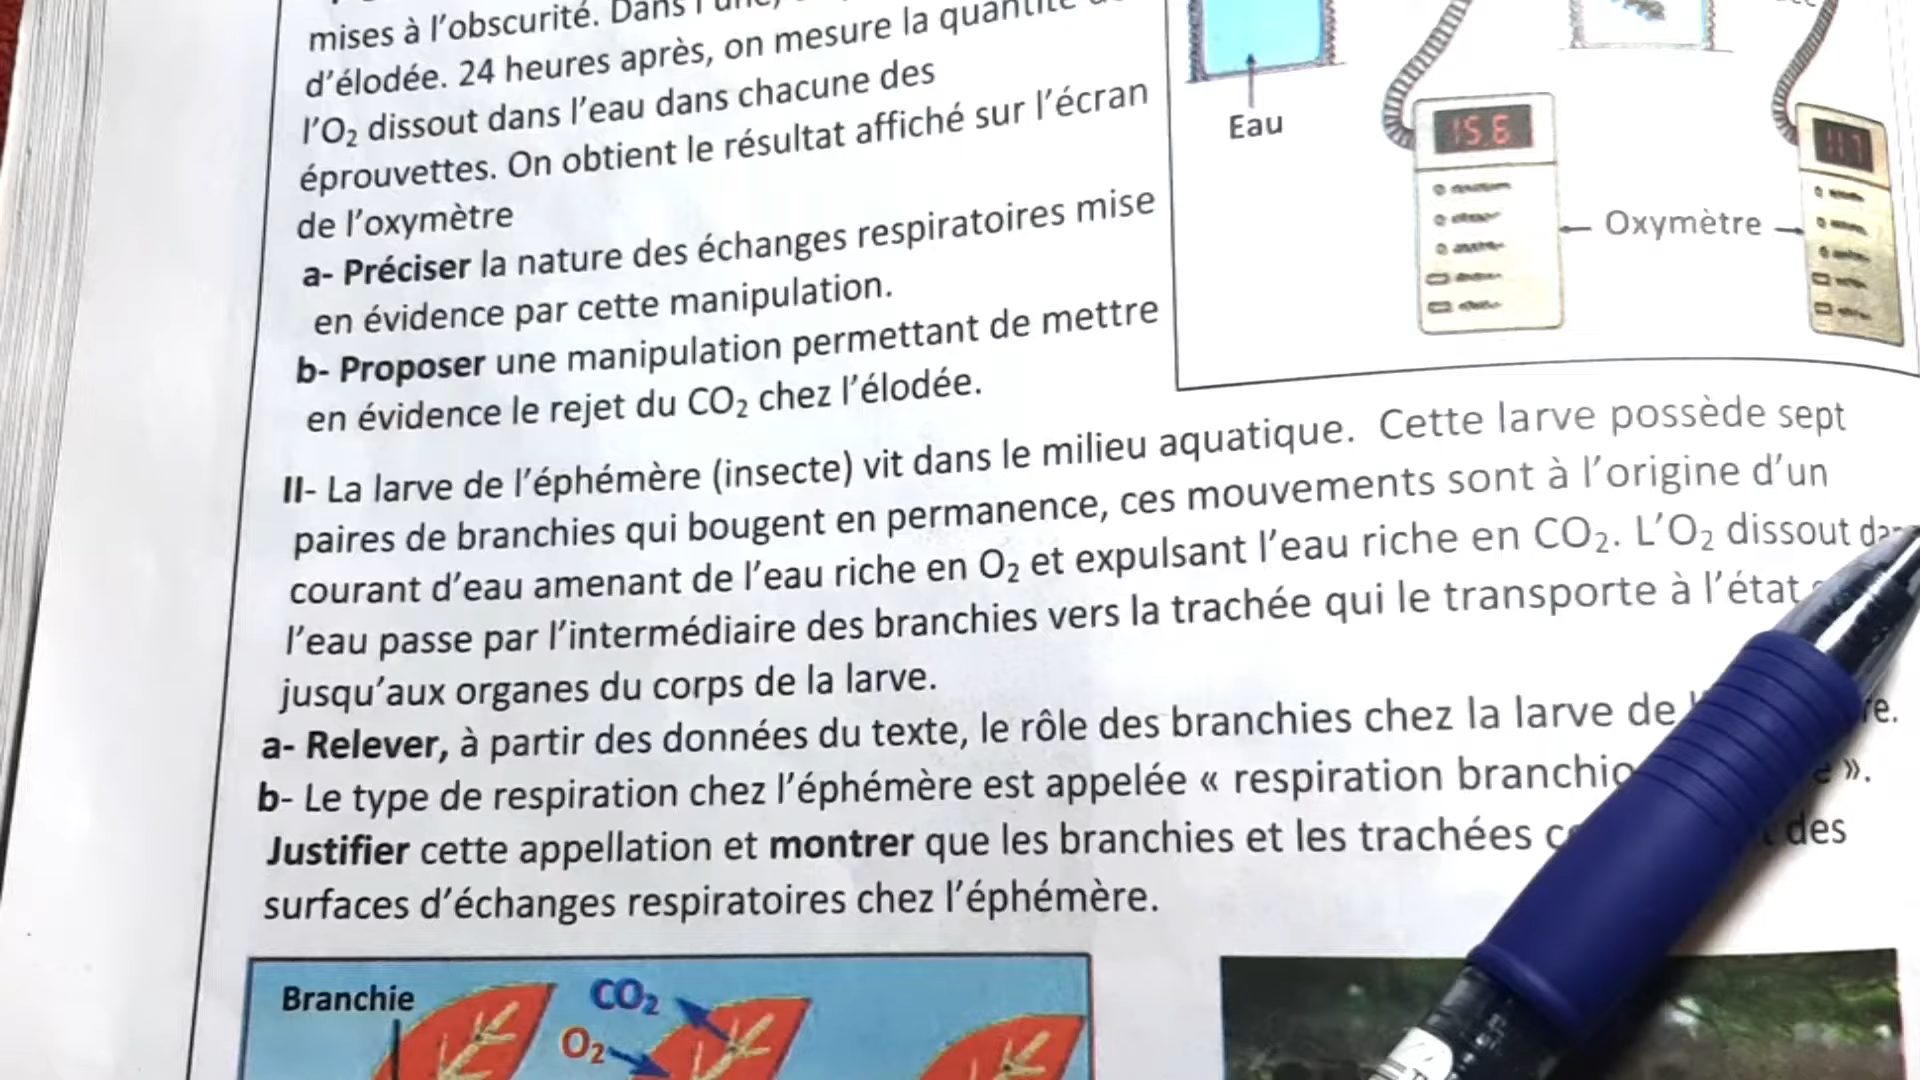 mises à l'obscurité. Dans l'une,
d'élodée. 24 heures après, on mesure la quantité
l'O₂ dissout dans l'eau dans chacune des
éprouvettes. On obtient le résultat affiché sur l'écran
de l'oxymètre
a- Préciser la nature des échanges respiratoires mise
en évidence par cette manipulation.
b- Proposer une manipulation permettant de mettre
en évidence le rejet du CO₂ chez l'élodée.
Eau
15.6
11.7
Oxymètre
II- La larve de l'éphémère (insecte) vit dans le milieu aquatique. Cette larve possède sept
paires de branchies qui bougent en permanence, ces mouvements sont à l'origine d'un
courant d'eau amenant de l'eau riche en O₂ et expulsant l'eau riche en CO₂. L'O₂ dissout
l'eau passe par l'intermédiaire des branchies vers la trachée qui le transporte à l'état
jusqu'aux organes du corps de la larve.
a- Relever, à partir des données du texte, le rôle des branchies chez la larve de
b- Le type de respiration chez l'éphémère est appelée « respiration ».
Justifier cette appellation et montrer que les branchies et les trachées des
surfaces d'échanges respiratoires chez l'éphémère.
Branchie
CO₂
O₂